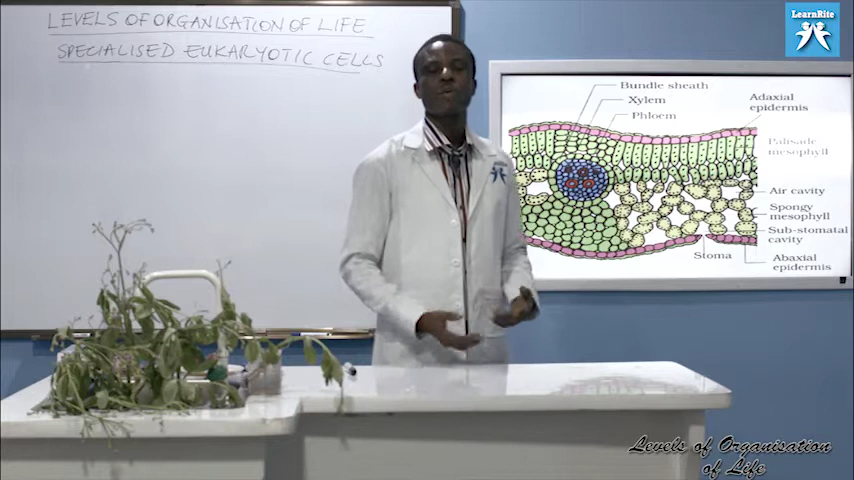 LEVELS OF ORGANISATION OF LIFE
SPECIALISED EUKARYOTIC CELLS
LearnRite
Bundle sheath
Xylem
Phloem
Adaxial
epidermis
Palisade
mesophyll
Air cavity
Spongy
mesophyll
Sub-stomatal
cavity
Stoma
Abaxial
epidermis
Levels of Organisation
of Life